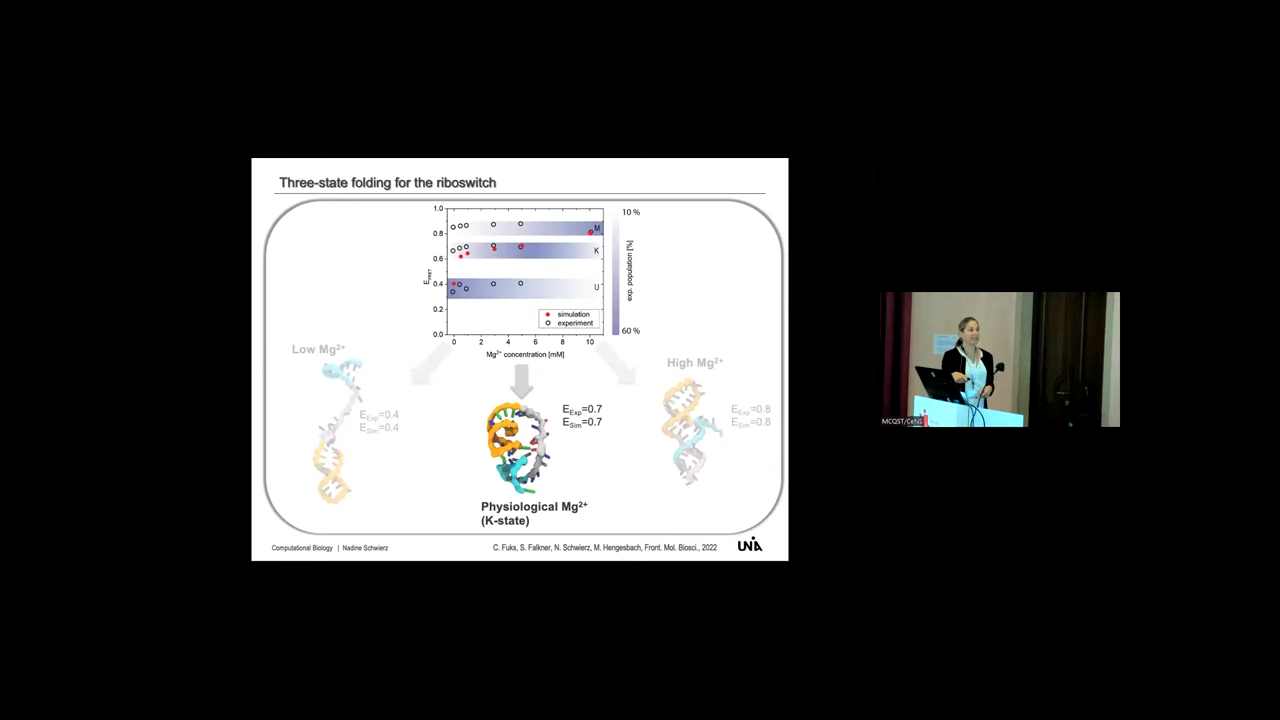 Three-state folding for the riboswitch
1.0
0.8
0.6
0.4
0.2
0.0
E_FRET
M
K
U
simulation
experiment
0
2
4
6
8
10
Mg²⁺ concentration [mM]
10 %
exp. population [%]
60 %
Low Mg²⁺
E_Exp=0.4
E_Sim=0.4
E_Exp=0.7
E_Sim=0.7
Physiological Mg²⁺
(K-state)
High Mg²⁺
E_Exp=0.8
E_Sim=0.8
Computational Biology | Nadine Schwierz
C. Fuks, S. Falkner, N. Schwierz, M. Hengesbach, Front. Mol. Biosci., 2022
UNIA
MCQST/CeNS